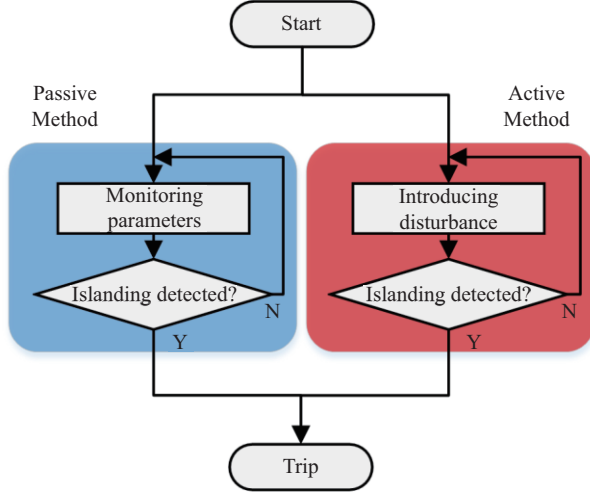 Start
Passive
Method
Active
Method
Monitoring
parameters
Introducing
disturbance
Islanding detected?
Islanding detected?
N
N
Y
Y
Trip